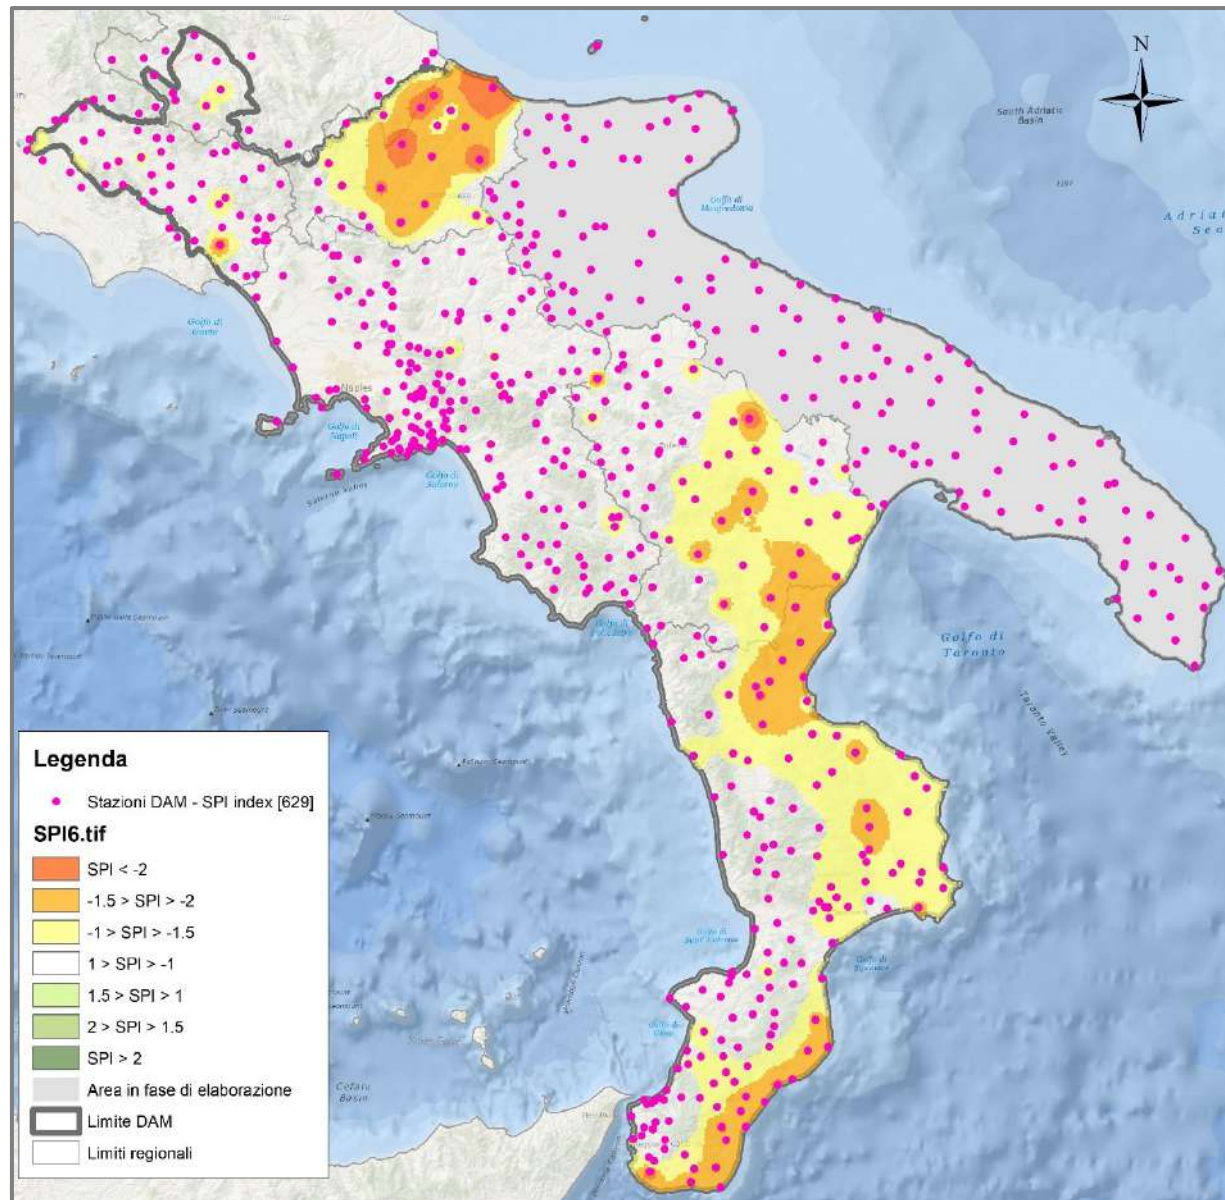 N
South Adriatic
Basin
Adriat
Sea
Golfo di
Manfredonia
Golfo di
Gaeta
Naples
Golfo di
Napoli
Golfo di
Salerno
Salerno Valley
Golfo di
Policastro
Golfo di
Taranto
Taranto Valley
Golfo di
Sant'Eufemia
Golfo di
Squillace
Golfo di
Gioia
Cefalù
Basin
Legenda
Stazioni DAM - SPI index [629]
SPI6.tif
SPI < -2
-1.5 > SPI > -2
-1 > SPI > -1.5
1 > SPI > -1
1.5 > SPI > 1
2 > SPI > 1.5
SPI > 2
Area in fase di elaborazione
Limite DAM
Limiti regionali